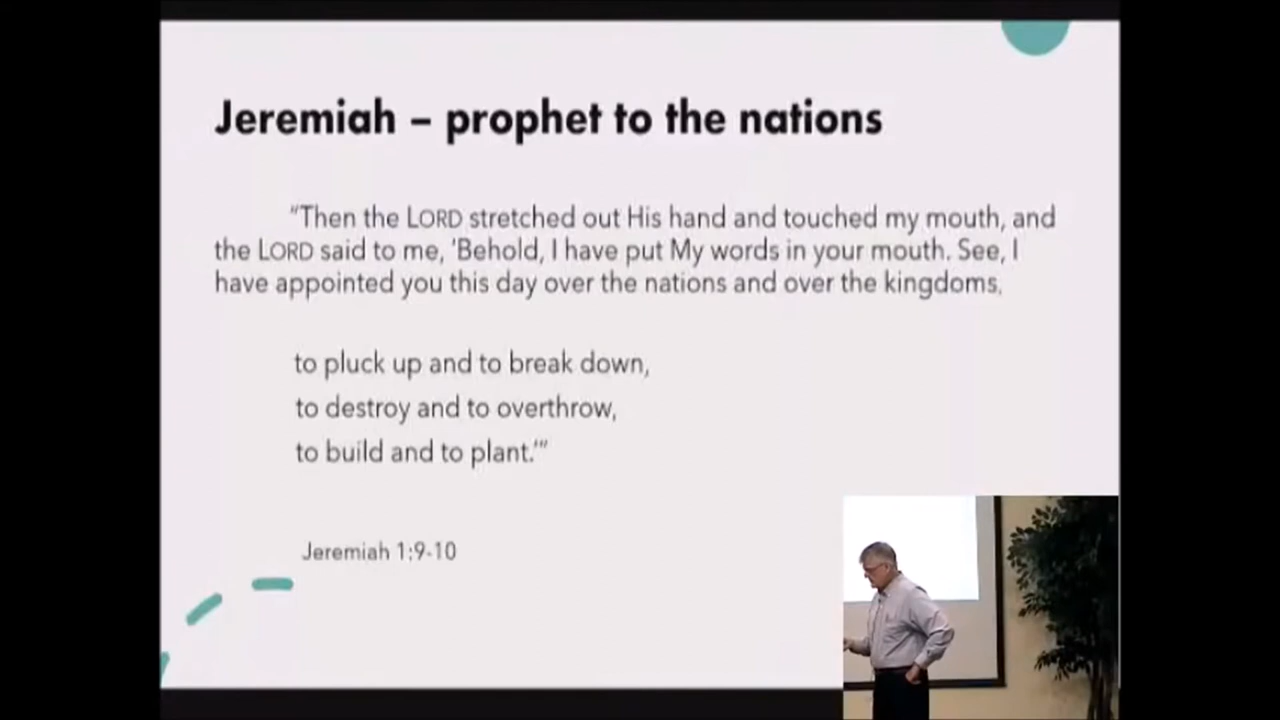 Jeremiah – prophet to the nations
“Then the LORD stretched out His hand and touched my mouth, and
the LORD said to me, ‘Behold, I have put My words in your mouth. See, I
have appointed you this day over the nations and over the kingdoms,
to pluck up and to break down,
to destroy and to overthrow,
to build and to plant.’”
Jeremiah 1:9-10